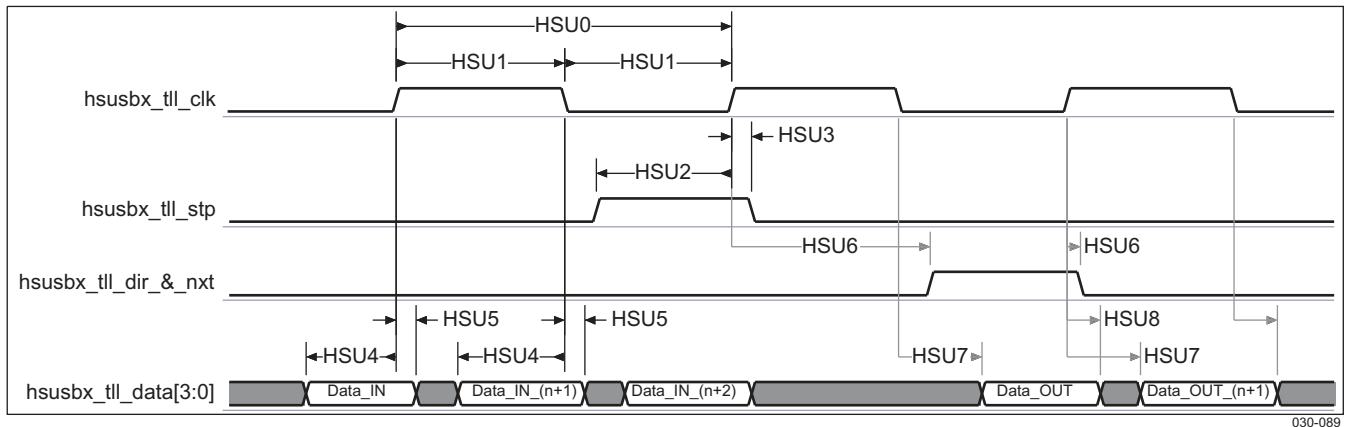 HSU0
HSU1 HSU1
hsusbx_tll_clk
HSU3
HSU2
hsusbx_tll_stp
HSU6 HSU6
hsusbx_tll_dir_&_nxt
HSU5 HSU5 HSU8
HSU4 HSU4 HSU7 HSU7
hsusbx_tll_data[3:0] Data_IN Data_IN_(n+1) Data_IN_(n+2) Data_OUT Data_OUT_(n+1)
030-089